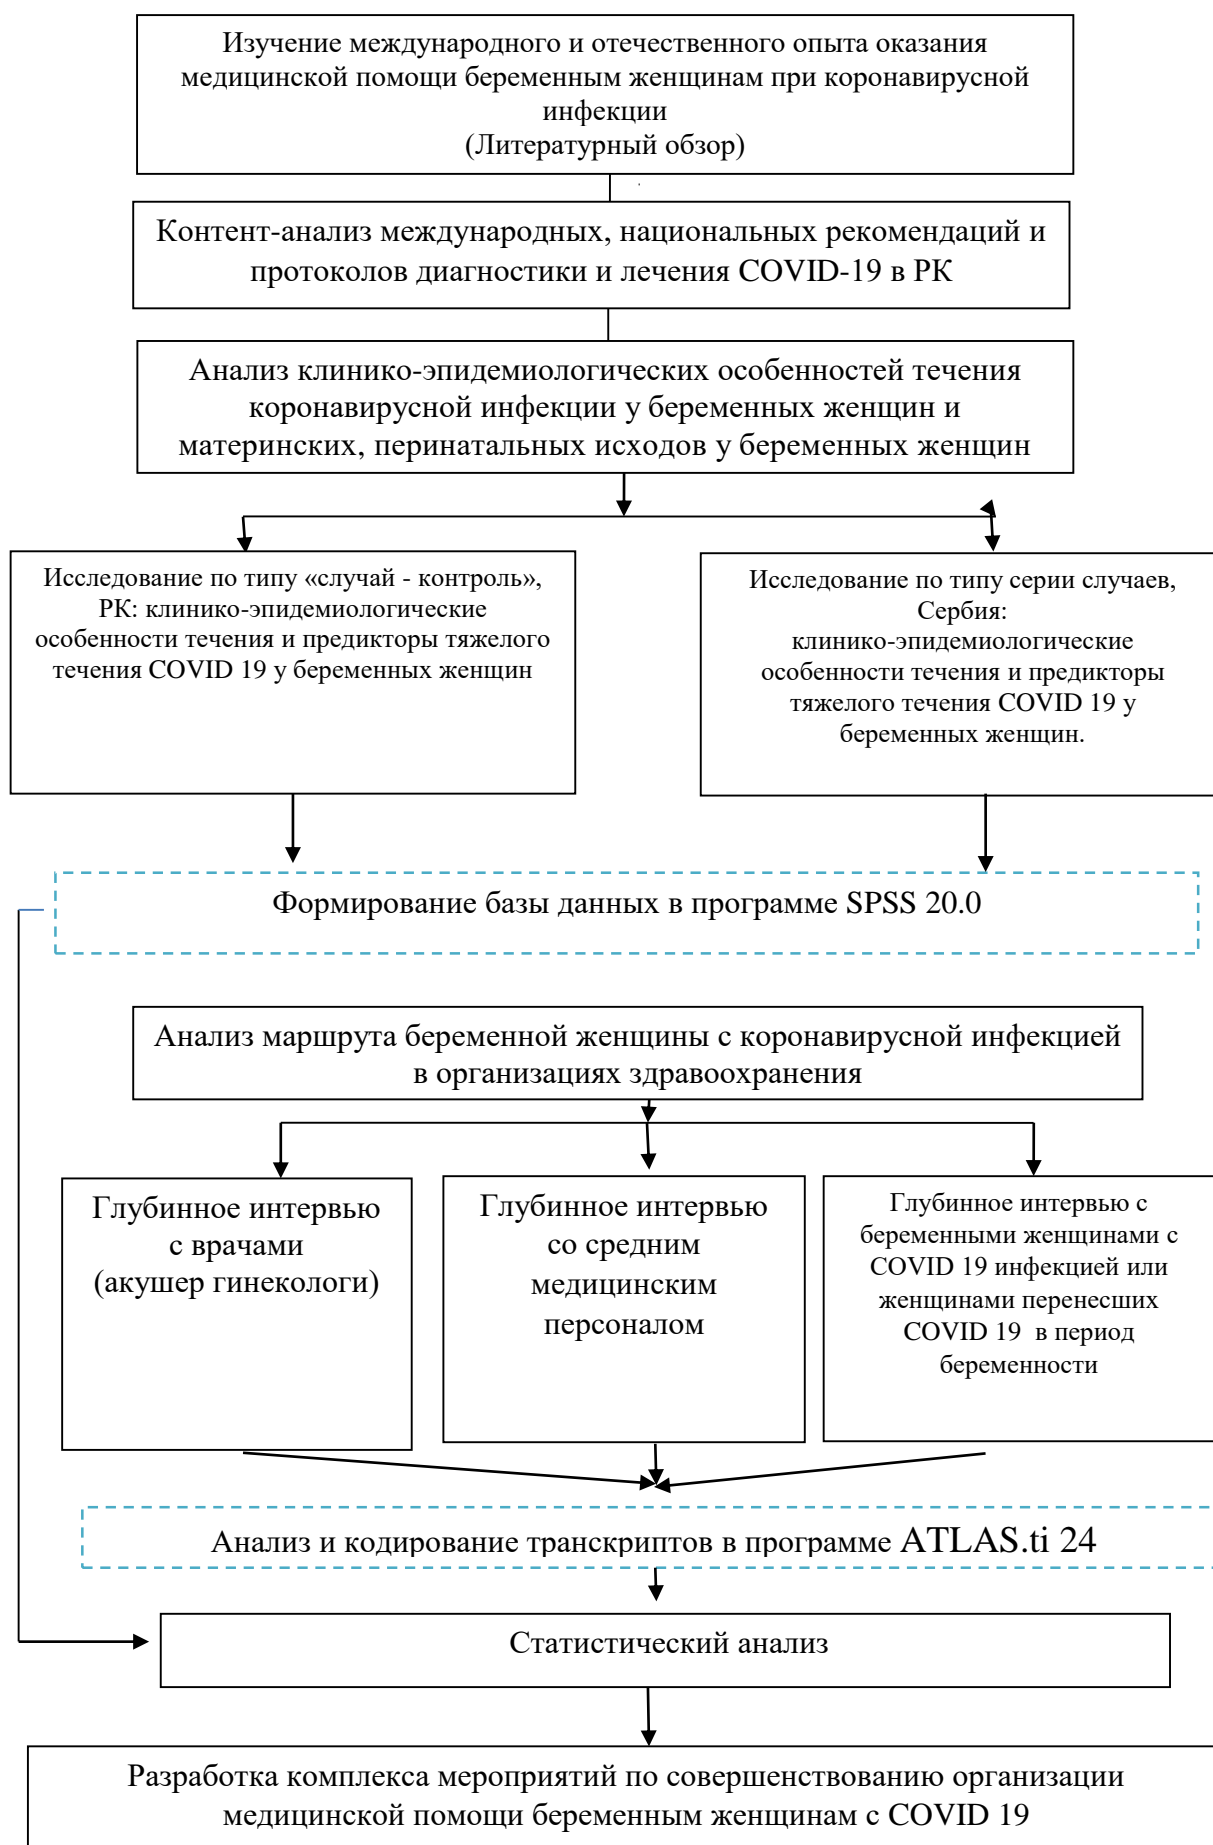 Изучение международного и отечественного опыта оказания
медицинской помощи беременным женщинам при коронавирусной
инфекции
(Литературный обзор)
Контент-анализ международных, национальных рекомендаций и
протоколов диагностики и лечения COVID-19 в РК
Анализ клинико-эпидемиологических особенностей течения
коронавирусной инфекции у беременных женщин и
материнских, перинатальных исходов у беременных женщин
Исследование по типу «случай - контроль»,
РК: клинико-эпидемиологические
особенности течения и предикторы тяжелого
течения COVID 19 у беременных женщин
Исследование по типу серии случаев,
Сербия:
клинико-эпидемиологические
особенности течения и предикторы
тяжелого течения COVID 19 у
беременных женщин.
Формирование базы данных в программе SPSS 20.0
Анализ маршрута беременной женщины с коронавирусной инфекцией
в организациях здравоохранения
Глубинное интервью
с врачами
(акушер гинекологи)
Глубинное интервью
со средним
медицинским
персоналом
Глубинное интервью с
беременными женщинами с
COVID 19 инфекцией или
женщинами перенесших
COVID 19 в период
беременности
Анализ и кодирование транскриптов в программе ATLAS.ti 24
Статистический анализ
Разработка комплекса мероприятий по совершенствованию организации
медицинской помощи беременным женщинам с COVID 19